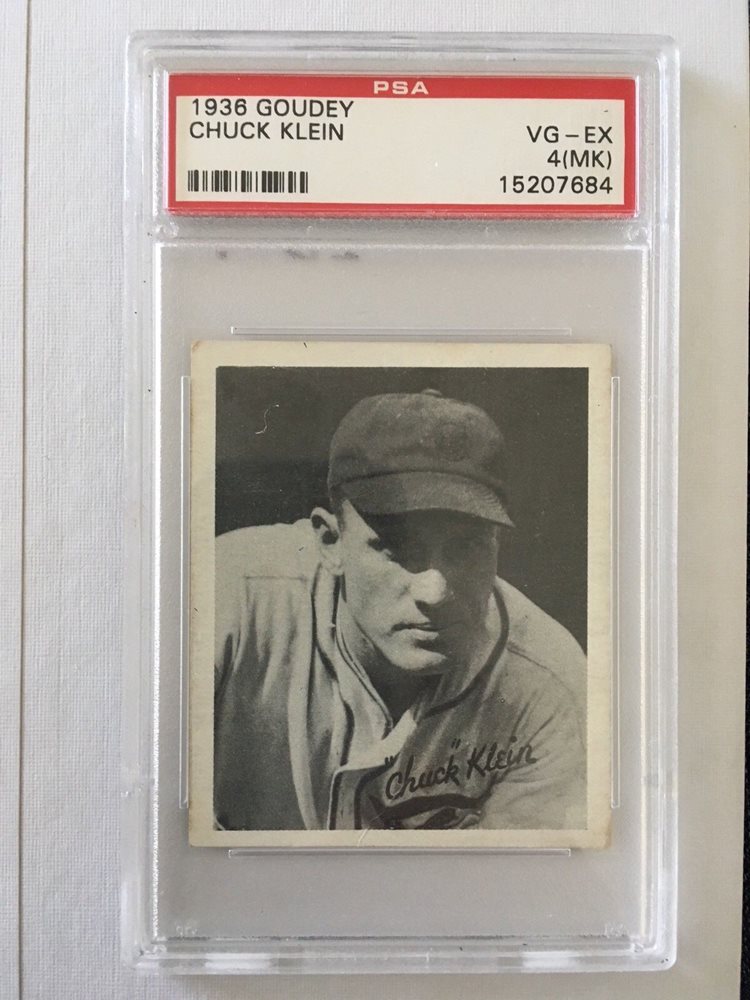 PSA
1936 GOUDEY
CHUCK KLEIN
VG-EX
4(MK)
15207684
"Chuck" Klein